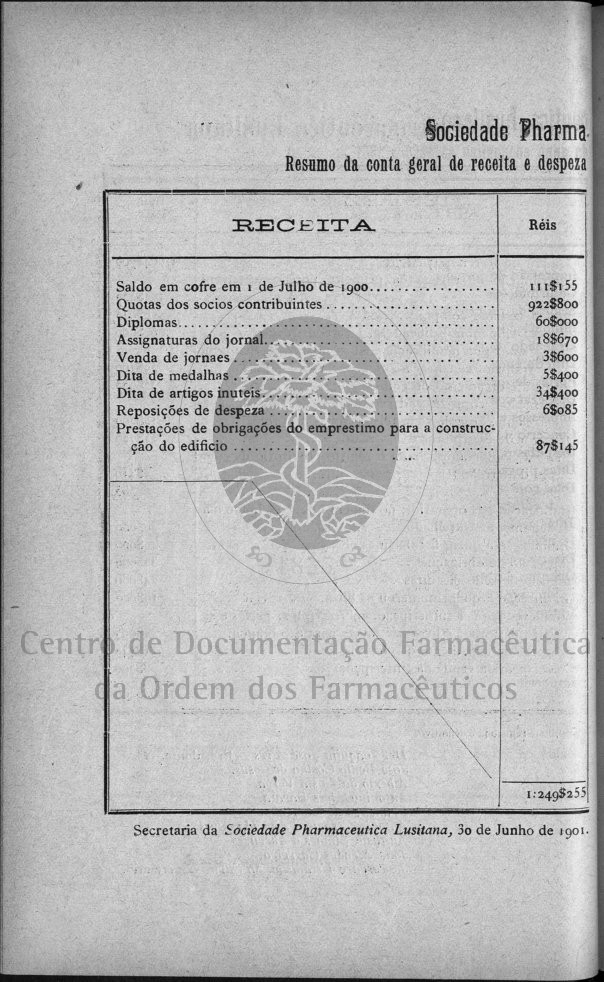 Sociedade Pharma
Resumo da conta geral de receita e despeza
RECEITA
Réis
Saldo em cofre em 1 de Julho de 1900.................. 111$155
Quotas dos socios contribuintes ........................ 922$800
Diplomas............................................. 60$000
Assignaturas do jornal................................. 18$670
Venda de jornaes ..................................... 3$600
Dita de medalhas ..................................... 5$400
Dita de artigos inuteis................................. 34$400
Reposições de despeza ................................ 6$085
Prestações de obrigações do emprestimo para a construc-
ção do edificio ..................................... 87$145
Centro de Documentação Farmacêutica
da Ordem dos Farmacêuticos
1:249$255
Secretaria da Sociedade Pharmaceutica Lusitana, 30 de Junho de 1901.